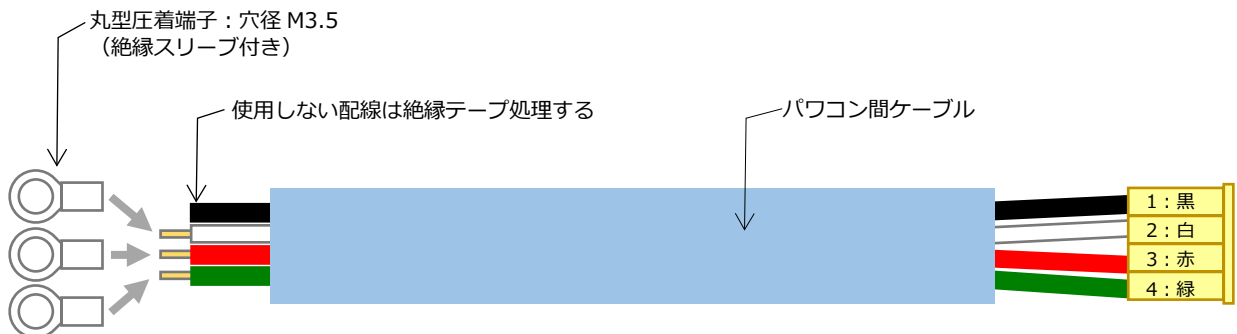 丸型圧着端子：穴径 M3.5
（絶縁スリーブ付き）
使用しない配線は絶縁テープ処理する
パワコン間ケーブル
1：黒
2：白
3：赤
4：緑